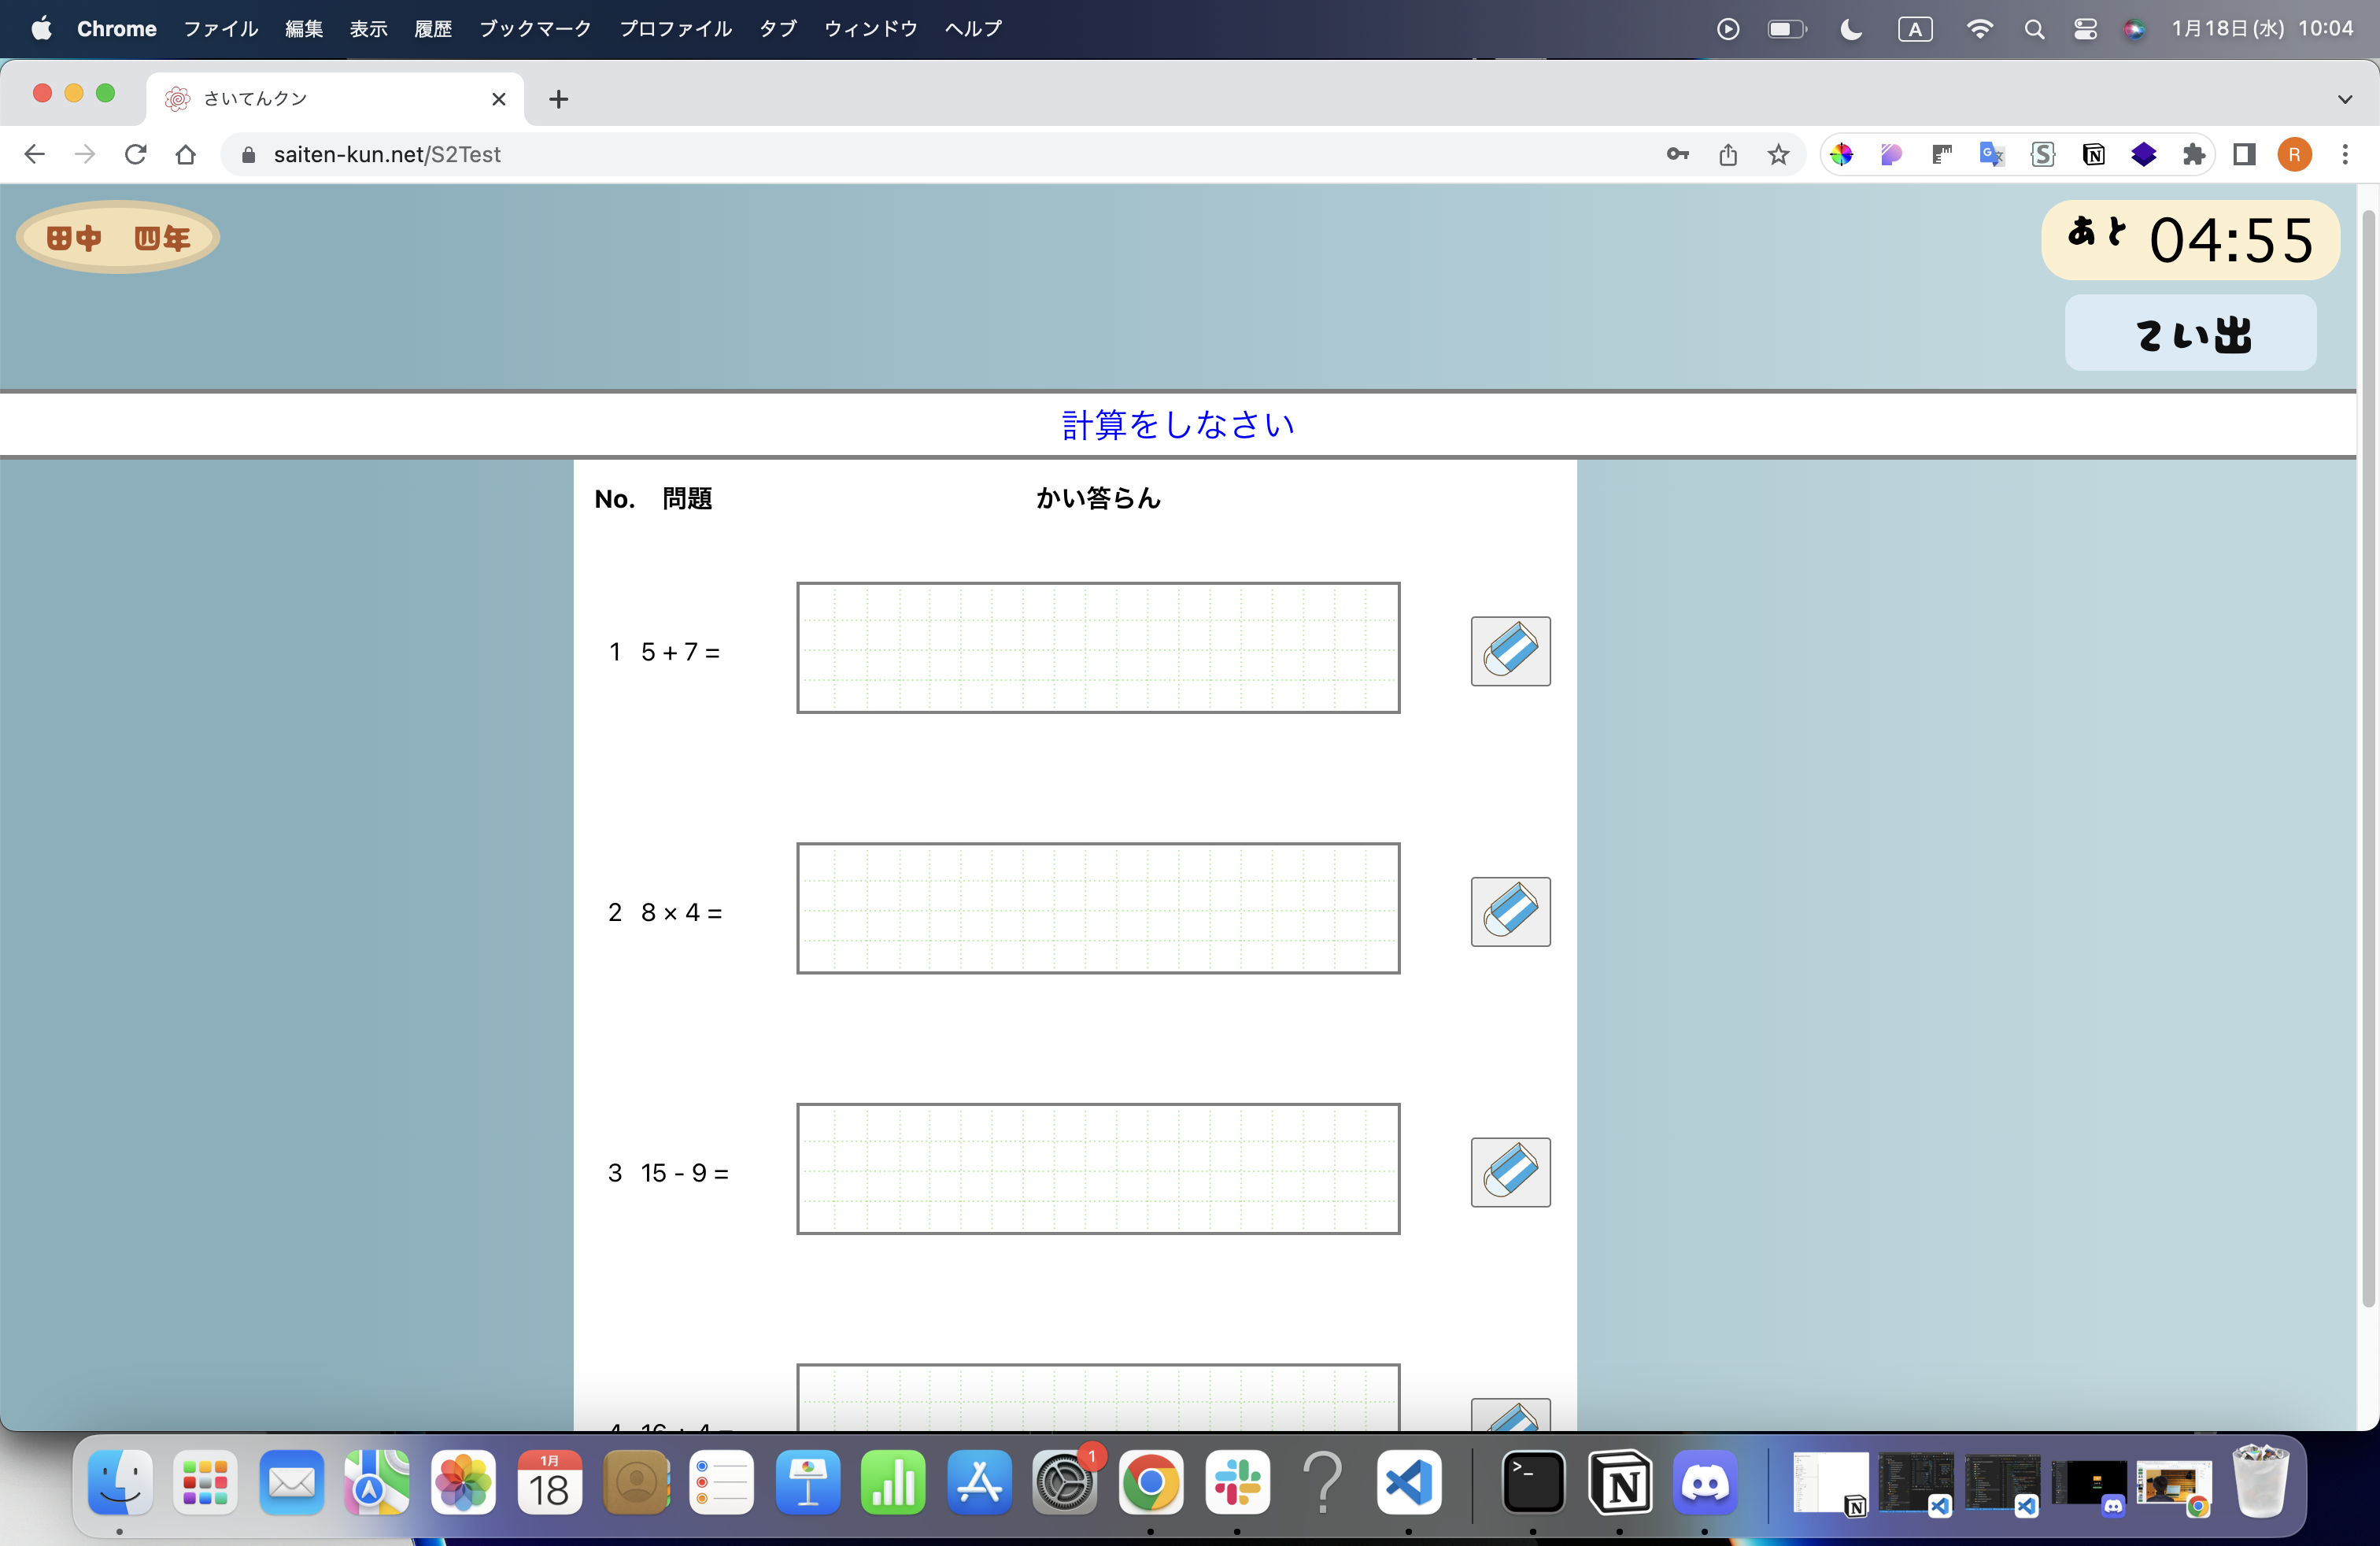 Chrome ファイル 編集 表示 履歴 ブックマーク プロファイル タブ ウィンドウ ヘルプ A 1月18日(水) 10:04
さいてんクン
saiten-kun.net/S2Test R
田中 四年
あと 04:55
てい出
計算をしなさい
No. 問題 かい答らん
1 5 + 7 =
2 8 × 4 =
3 15 - 9 =
1月
18
1